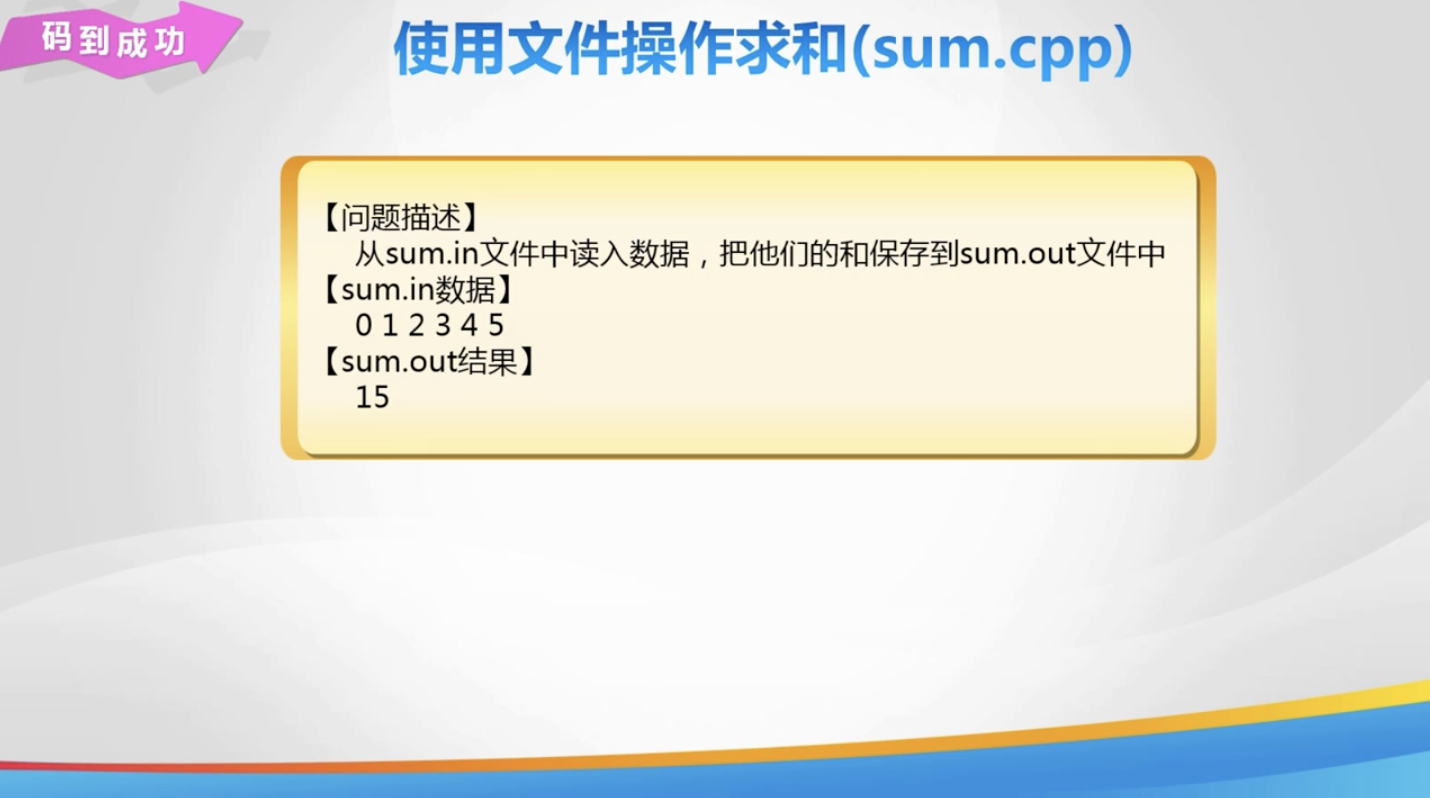 码到成功
使用文件操作求和(sum.cpp)
【问题描述】
从sum.in文件中读入数据，把他们的和保存到sum.out文件中
【sum.in数据】
0 1 2 3 4 5
【sum.out结果】
15